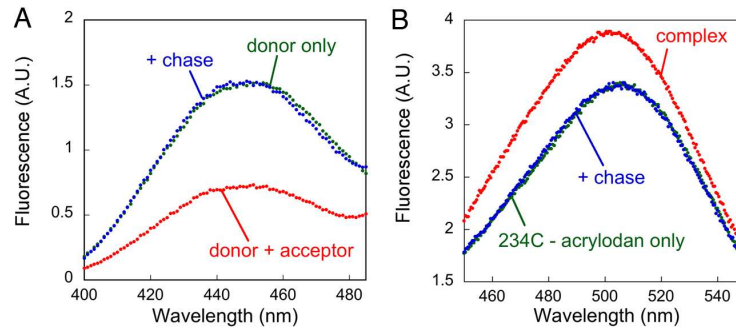 A
+ chase
donor only
donor + acceptor
Fluorescence (A.U.)
0
0.5
1
1.5
2
400
420
440
460
480
Wavelength (nm)
B
complex
+ chase
234C - acrylodan only
Fluorescence (A.U.)
1.5
2
2.5
3
3.5
4
460
480
500
520
540
Wavelength (nm)